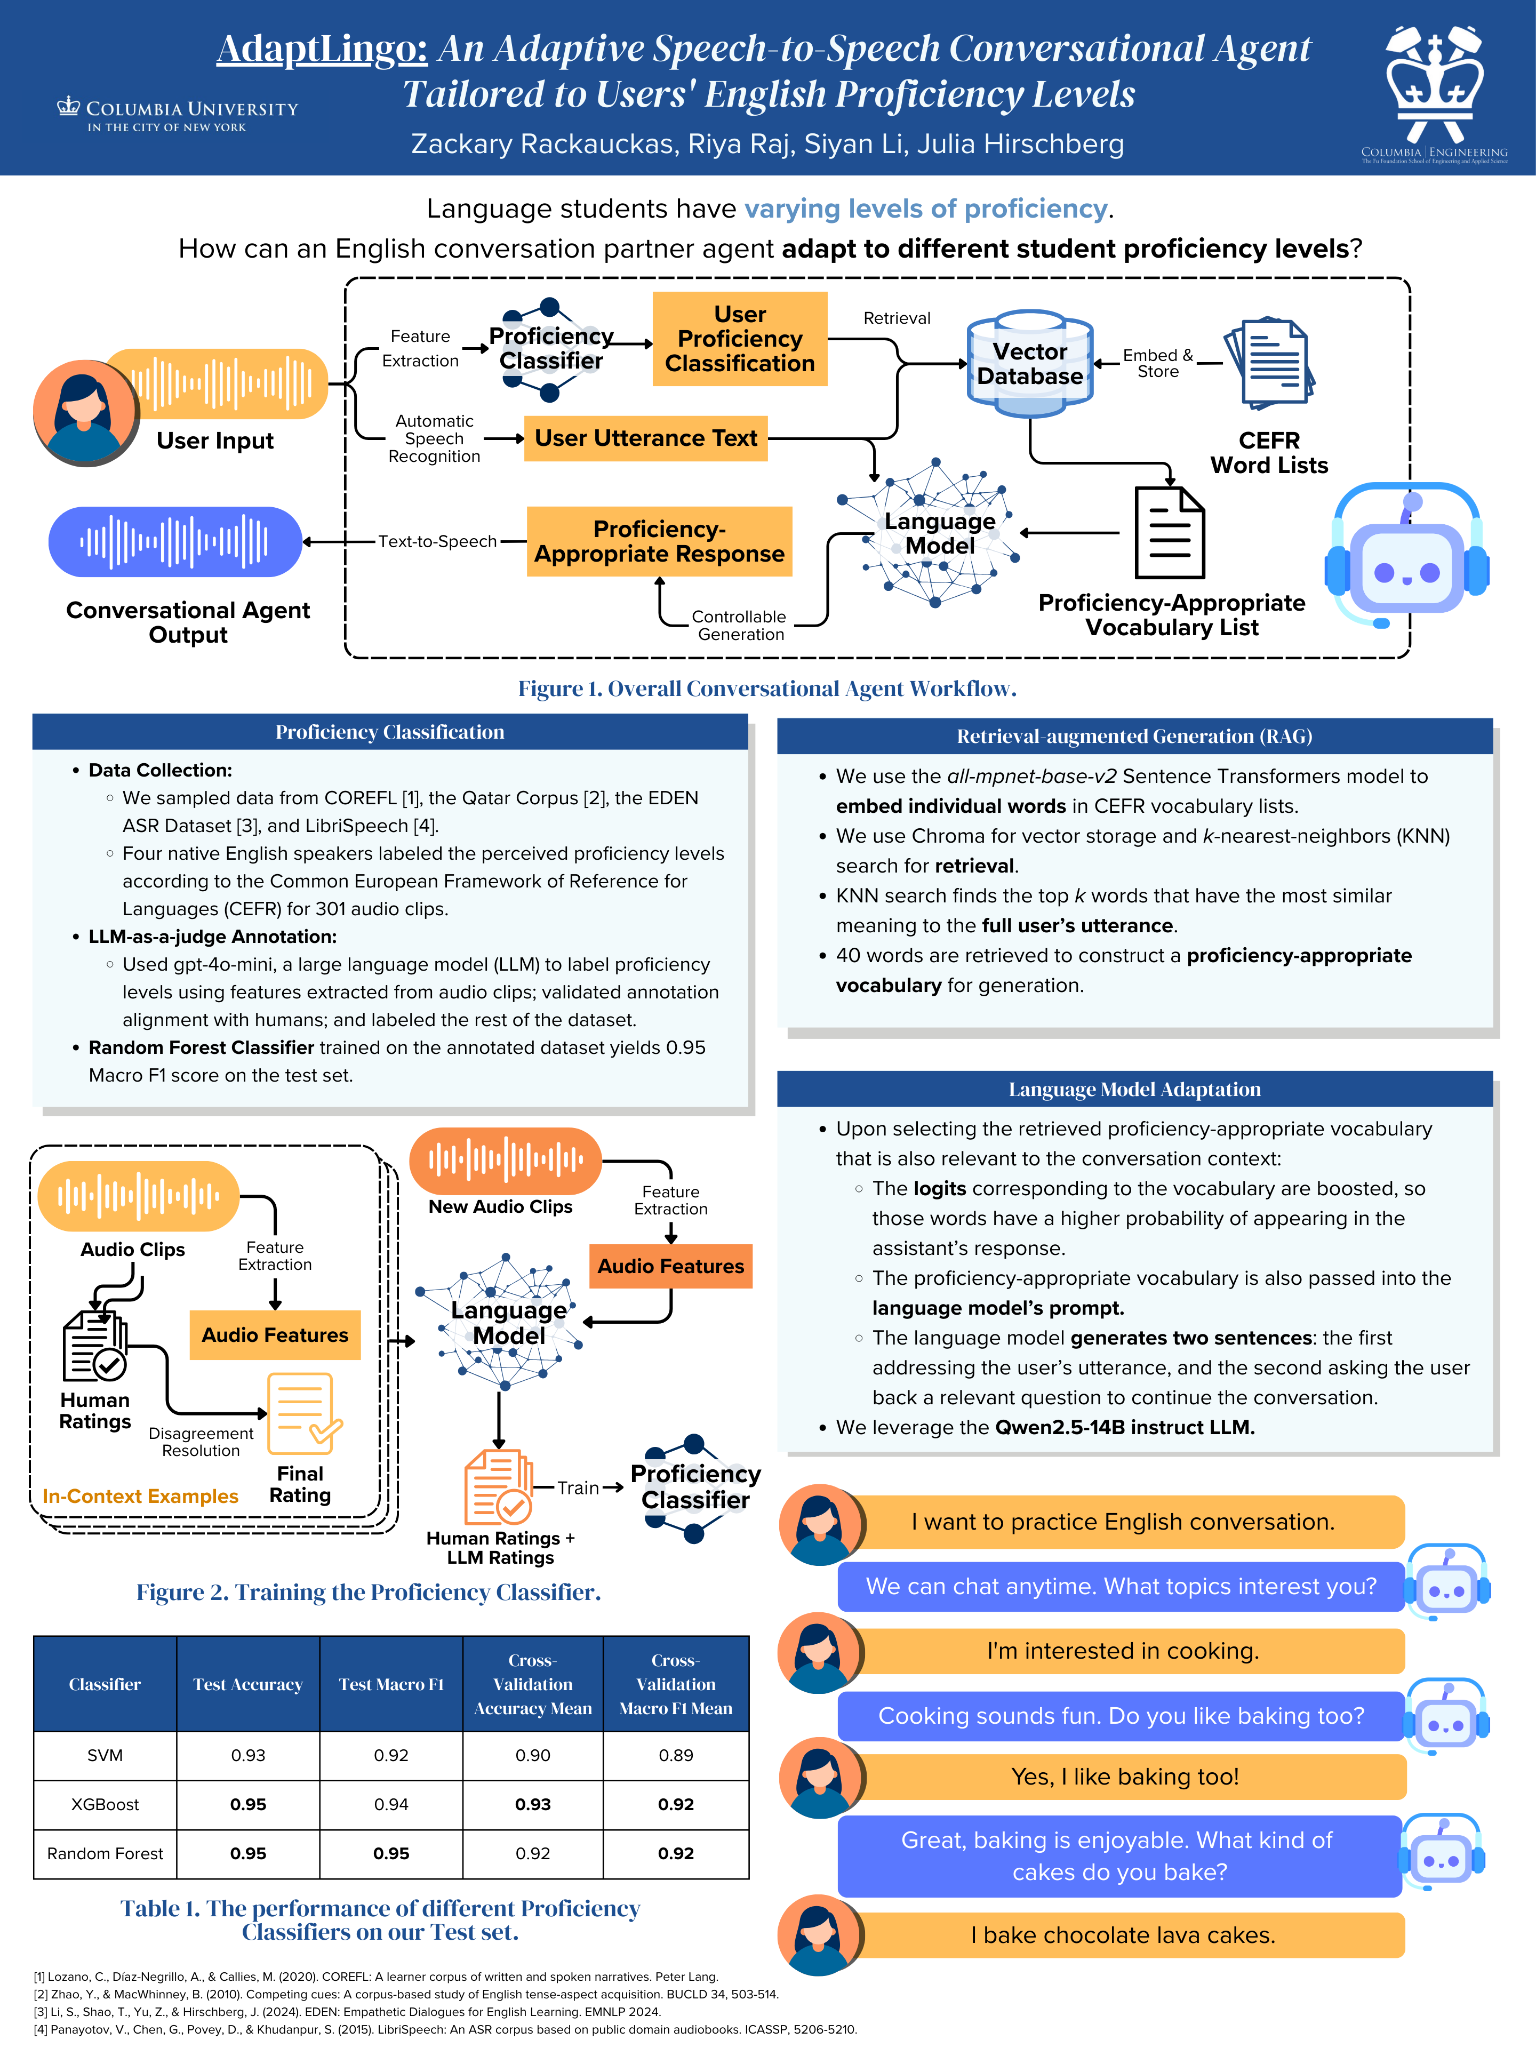 AdaptLingo: An Adaptive Speech-to-Speech Conversational Agent
Tailored to Users' English Proficiency Levels
Zackary Rackauckas, Riya Raj, Siyan Li, Julia Hirschberg
COLUMBIA UNIVERSITY
IN THE CITY OF NEW YORK
COLUMBIA | ENGINEERING
The Fu Foundation School of Engineering and Applied Science
Language students have varying levels of proficiency.
How can an English conversation partner agent adapt to different student proficiency levels?
User Input
Feature
Extraction
Proficiency
Classifier
User
Proficiency
Classification
Retrieval
Vector
Database
Embed &
Store
CEFR
Word Lists
Automatic
Speech
Recognition
User Utterance Text
Language
Model
Proficiency-Appropriate
Vocabulary List
Controllable
Generation
Proficiency-
Appropriate Response
Text-to-Speech
Conversational Agent
Output
Figure 1. Overall Conversational Agent Workflow.
Proficiency Classification
• Data Collection:
○ We sampled data from COREFL [1], the Qatar Corpus [2], the EDEN
ASR Dataset [3], and LibriSpeech [4].
○ Four native English speakers labeled the perceived proficiency levels
according to the Common European Framework of Reference for
Languages (CEFR) for 301 audio clips.
• LLM-as-a-judge Annotation:
○ Used gpt-4o-mini, a large language model (LLM) to label proficiency
levels using features extracted from audio clips; validated annotation
alignment with humans; and labeled the rest of the dataset.
• Random Forest Classifier trained on the annotated dataset yields 0.95
Macro F1 score on the test set.
Audio Clips
Feature
Extraction
Audio Features
Human
Ratings
Disagreement
Resolution
Final
Rating
In-Context Examples
New Audio Clips
Feature
Extraction
Audio Features
Language
Model
Human Ratings +
LLM Ratings
Train
Proficiency
Classifier
Figure 2. Training the Proficiency Classifier.
Classifier Test Accuracy Test Macro F1 Cross-Validation Accuracy Mean Cross-Validation Macro F1 Mean
SVM 0.93 0.92 0.90 0.89
XGBoost 0.95 0.94 0.93 0.92
Random Forest 0.95 0.95 0.92 0.92
Table 1. The performance of different Proficiency
Classifiers on our Test set.
Retrieval-augmented Generation (RAG)
• We use the all-mpnet-base-v2 Sentence Transformers model to
embed individual words in CEFR vocabulary lists.
• We use Chroma for vector storage and k-nearest-neighbors (KNN)
search for retrieval.
• KNN search finds the top k words that have the most similar
meaning to the full user's utterance.
• 40 words are retrieved to construct a proficiency-appropriate
vocabulary for generation.
Language Model Adaptation
• Upon selecting the retrieved proficiency-appropriate vocabulary
that is also relevant to the conversation context:
○ The logits corresponding to the vocabulary are boosted, so
those words have a higher probability of appearing in the
assistant's response.
○ The proficiency-appropriate vocabulary is also passed into the
language model's prompt.
○ The language model generates two sentences: the first
addressing the user's utterance, and the second asking the user
back a relevant question to continue the conversation.
• We leverage the Qwen2.5-14B instruct LLM.
I want to practice English conversation.
We can chat anytime. What topics interest you?
I'm interested in cooking.
Cooking sounds fun. Do you like baking too?
Yes, I like baking too!
Great, baking is enjoyable. What kind of
cakes do you bake?
I bake chocolate lava cakes.
[1] Lozano, C., Díaz-Negrillo, A., & Callies, M. (2020). COREFL: A learner corpus of written and spoken narratives. Peter Lang.
[2] Zhao, Y., & MacWhinney, B. (2010). Competing cues: A corpus-based study of English tense-aspect acquisition. BUCLD 34, 503-514.
[3] Li, S., Shao, T., Yu, Z., & Hirschberg, J. (2024). EDEN: Empathetic Dialogues for English Learning. EMNLP 2024.
[4] Panayotov, V., Chen, G., Povey, D., & Khudanpur, S. (2015). LibriSpeech: An ASR corpus based on public domain audiobooks. ICASSP, 5206-5210.